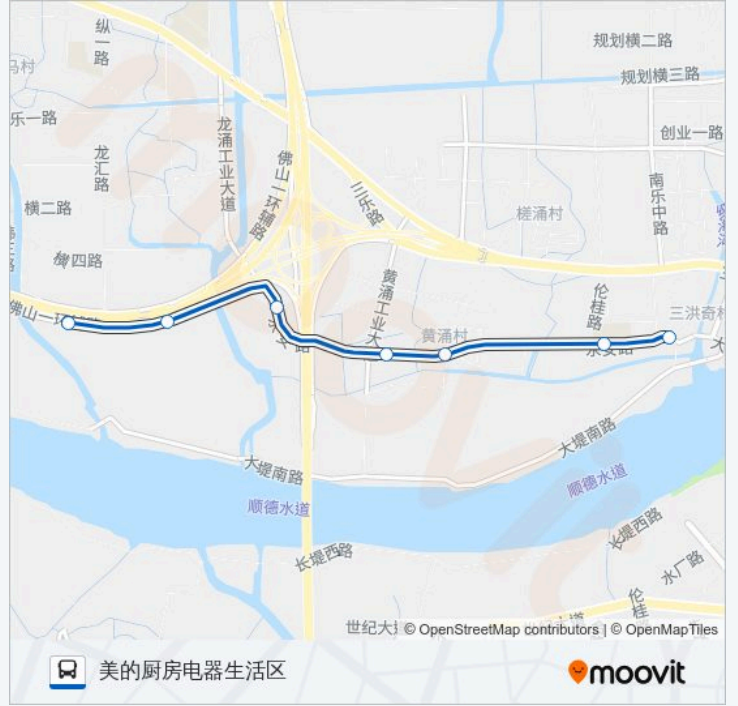 纵一路
规划横二路
规划横三路
马村
乐一路
龙涌工业大道
创业一路
龙汇路
佛山一环辅路
三乐路
南乐中路
横二路
槎涌村
横四路
黄涌工业大
伦桂路
佛山一环辅路
三洪奇村
黄涌村
永安路
大堤南路
大堤南路
顺德水道
顺德水道
长堤西路
长堤西路
水厂路
伦桂
世纪大道
© OpenStreetMap contributors | © OpenMapTiles
美的厨房电器生活区
moovit